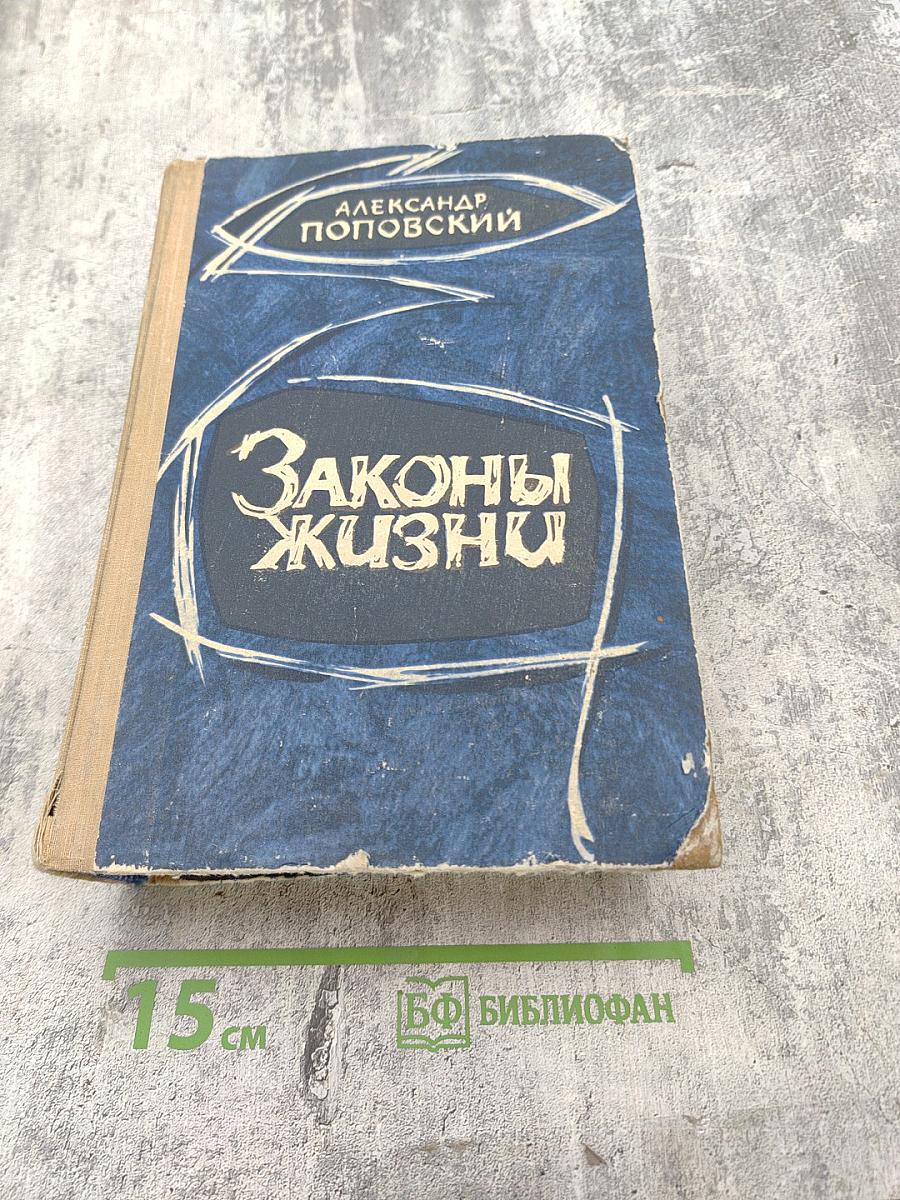 АЛЕКСАНДР
ПОПОВСКИЙ
ЗАКОНЫ
ЖИЗНИ
15 см
БФ БИБЛИОФАН